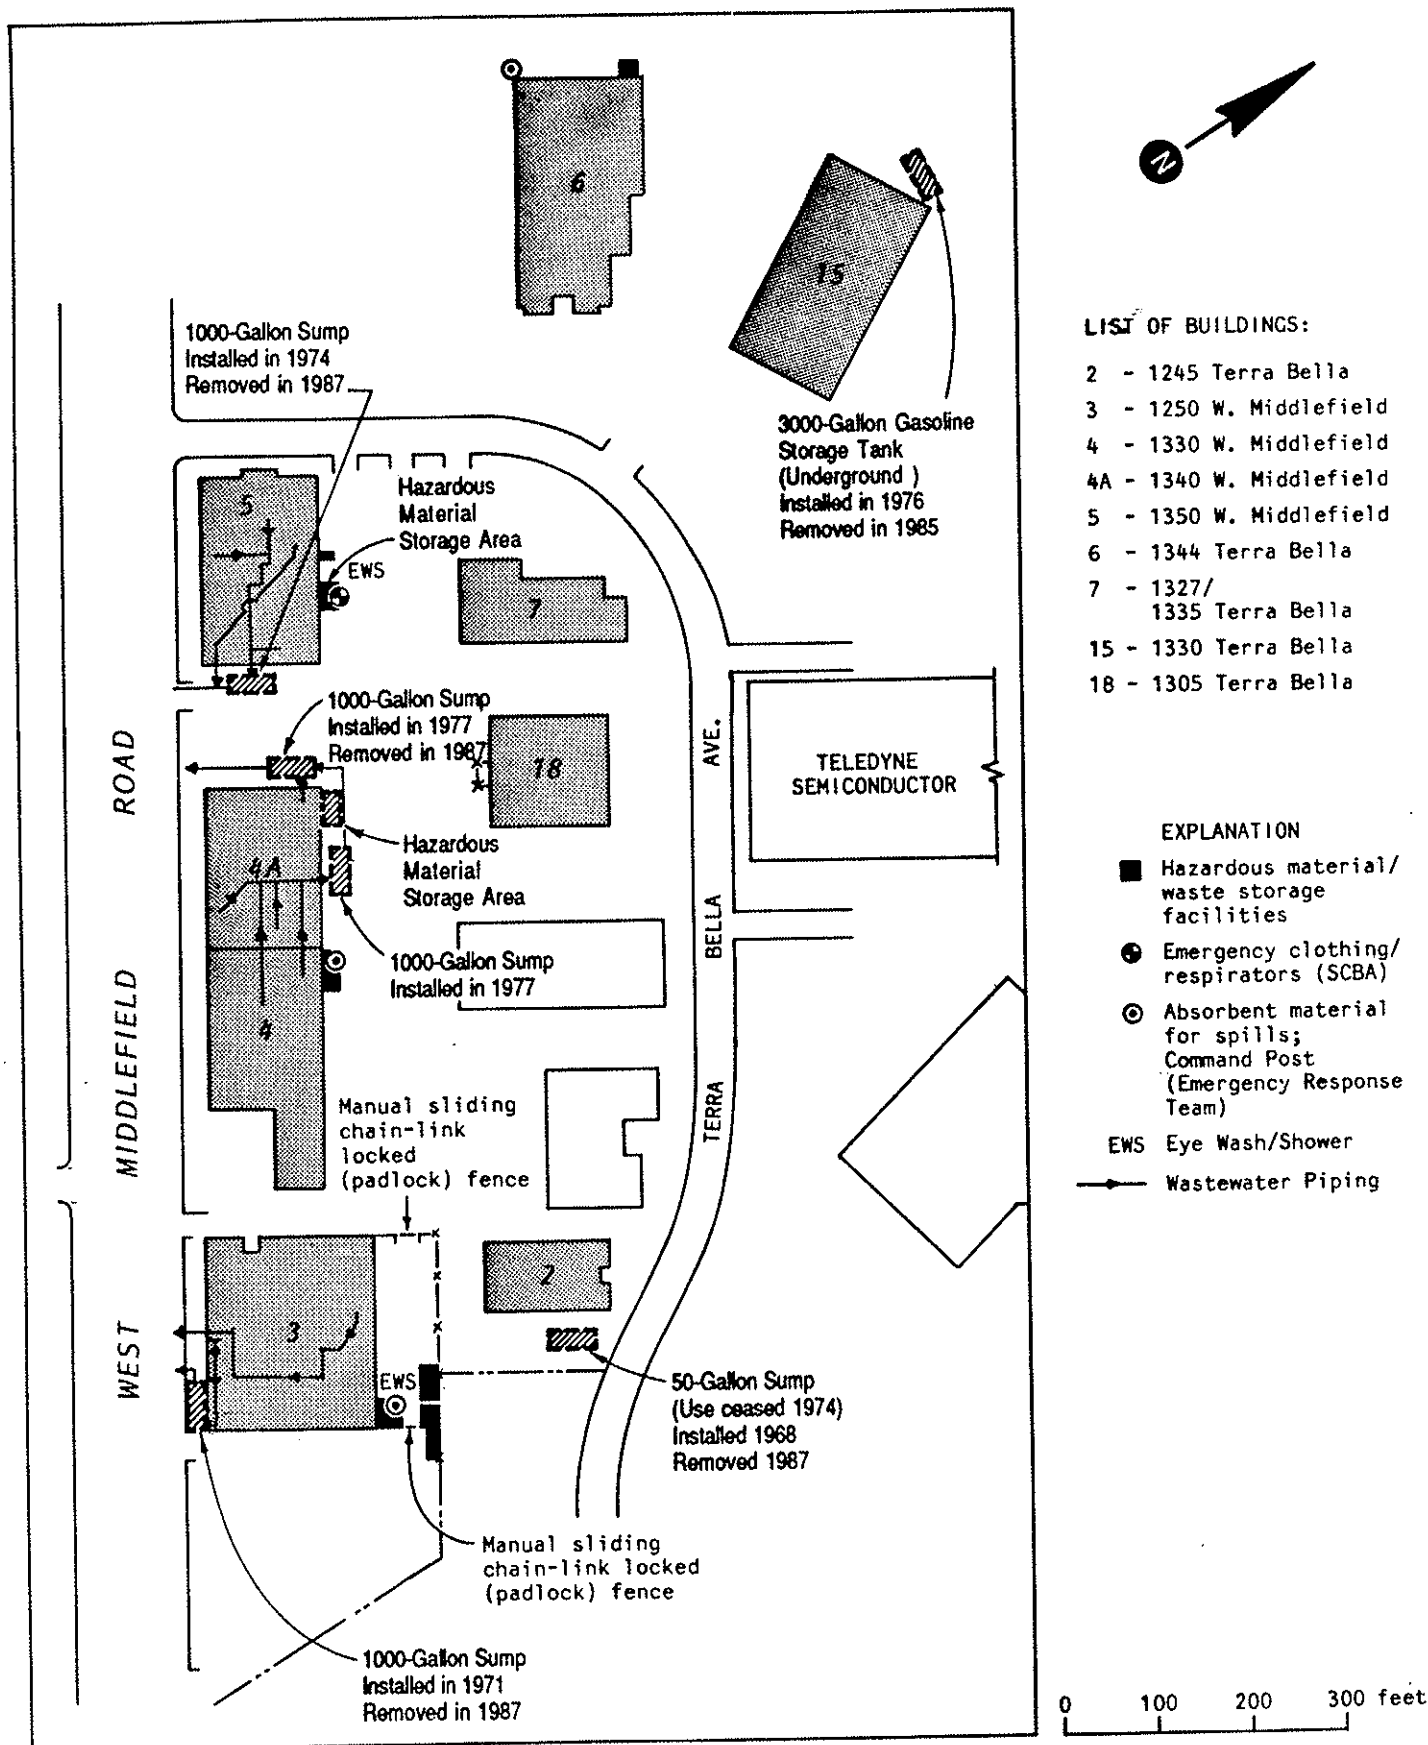 6
15
N
1000-Gallon Sump
Installed in 1974
Removed in 1987
3000-Gallon Gasoline
Storage Tank
(Underground )
Installed in 1976
Removed in 1985
LIST OF BUILDINGS:
2 - 1245 Terra Bella
3 - 1250 W. Middlefield
4 - 1330 W. Middlefield
4A - 1340 W. Middlefield
5 - 1350 W. Middlefield
6 - 1344 Terra Bella
7 - 1327/
1335 Terra Bella
15 - 1330 Terra Bella
18 - 1305 Terra Bella
5
Hazardous
Material
Storage Area
EWS
7
1000-Gallon Sump
Installed in 1977
Removed in 1987
18
TELEDYNE
SEMICONDUCTOR
Hazardous
Material
Storage Area
4A
1000-Gallon Sump
Installed in 1977
4
WEST MIDDLEFIELD ROAD
TERRA BELLA AVE.
EXPLANATION
Hazardous material/
waste storage
facilities
Emergency clothing/
respirators (SCBA)
Absorbent material
for spills;
Command Post
(Emergency Response
Team)
EWS Eye Wash/Shower
Wastewater Piping
Manual sliding
chain-link
locked
(padlock) fence
2
3
EWS
50-Gallon Sump
(Use ceased 1974)
Installed 1968
Removed 1987
Manual sliding
chain-link locked
(padlock) fence
1000-Gallon Sump
Installed in 1971
Removed in 1987
0 100 200 300 feet